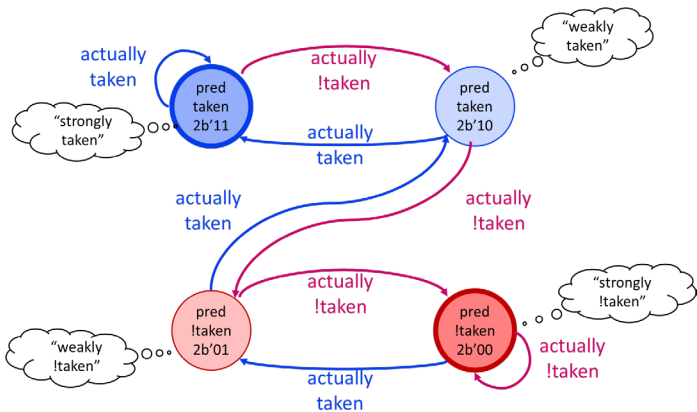 "weakly
taken"
actually
taken
actually
!taken
pred
taken
2b'11
pred
taken
2b'10
"strongly
taken"
actually
taken
actually
taken
actually
!taken
actually
!taken
"strongly
!taken"
pred
!taken
2b'01
pred
!taken
2b'00
"weakly
!taken"
actually
!taken
actually
taken